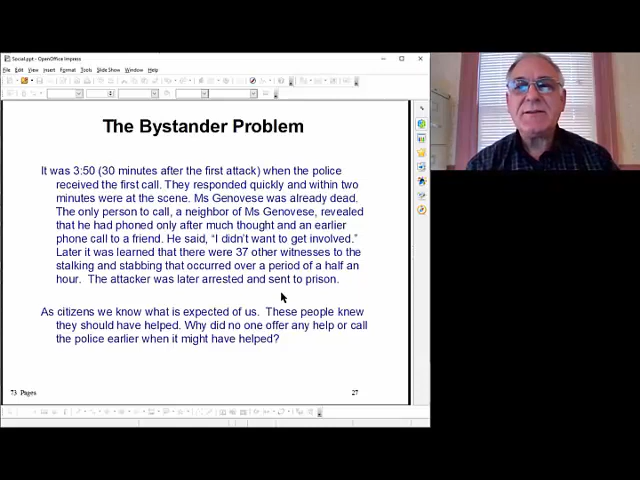 Social.ppt - OpenOffice Impress
File Edit View Insert Format Tools Slide Show Window Help
The Bystander Problem
It was 3:50 (30 minutes after the first attack) when the police
received the first call. They responded quickly and within two
minutes were at the scene. Ms Genovese was already dead.
The only person to call, a neighbor of Ms Genovese, revealed
that he had phoned only after much thought and an earlier
phone call to a friend. He said, “I didn’t want to get involved.”
Later it was learned that there were 37 other witnesses to the
stalking and stabbing that occurred over a period of a half an
hour. The attacker was later arrested and sent to prison.
As citizens we know what is expected of us. These people knew
they should have helped. Why did no one offer any help or call
the police earlier when it might have helped?
73 Pages 27